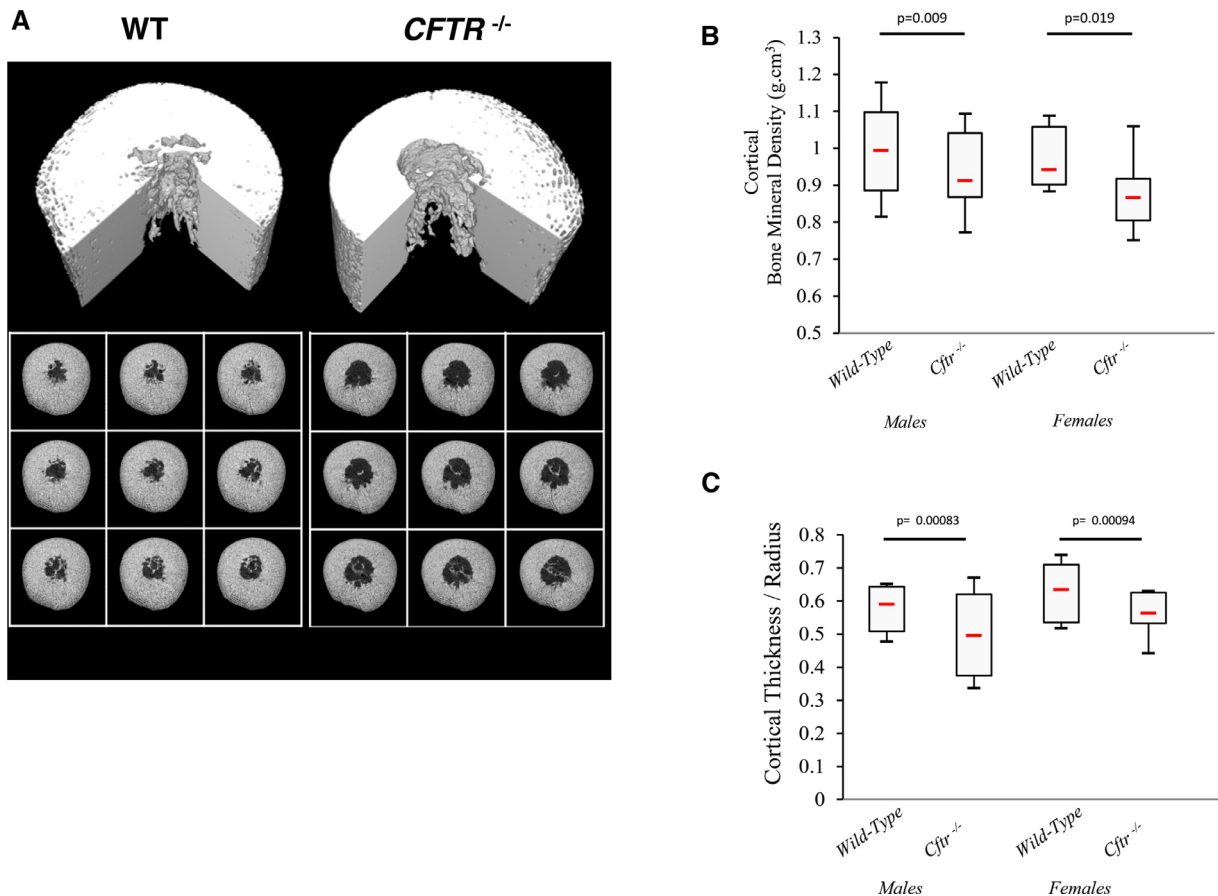 A
WT
CFTR -/-
B
p=0.009
p=0.019
Cortical
Bone Mineral Density (g.cm³)
1.3
1.2
1.1
1
0.9
0.8
0.7
0.6
0.5
Wild-Type
Cftr -/-
Wild-Type
Cftr -/-
Males
Females
C
p= 0.00083
p= 0.00094
Cortical Thickness / Radius
0.8
0.7
0.6
0.5
0.4
0.3
0.2
0.1
0
Wild-Type
Cftr -/-
Wild-Type
Cftr -/-
Males
Females